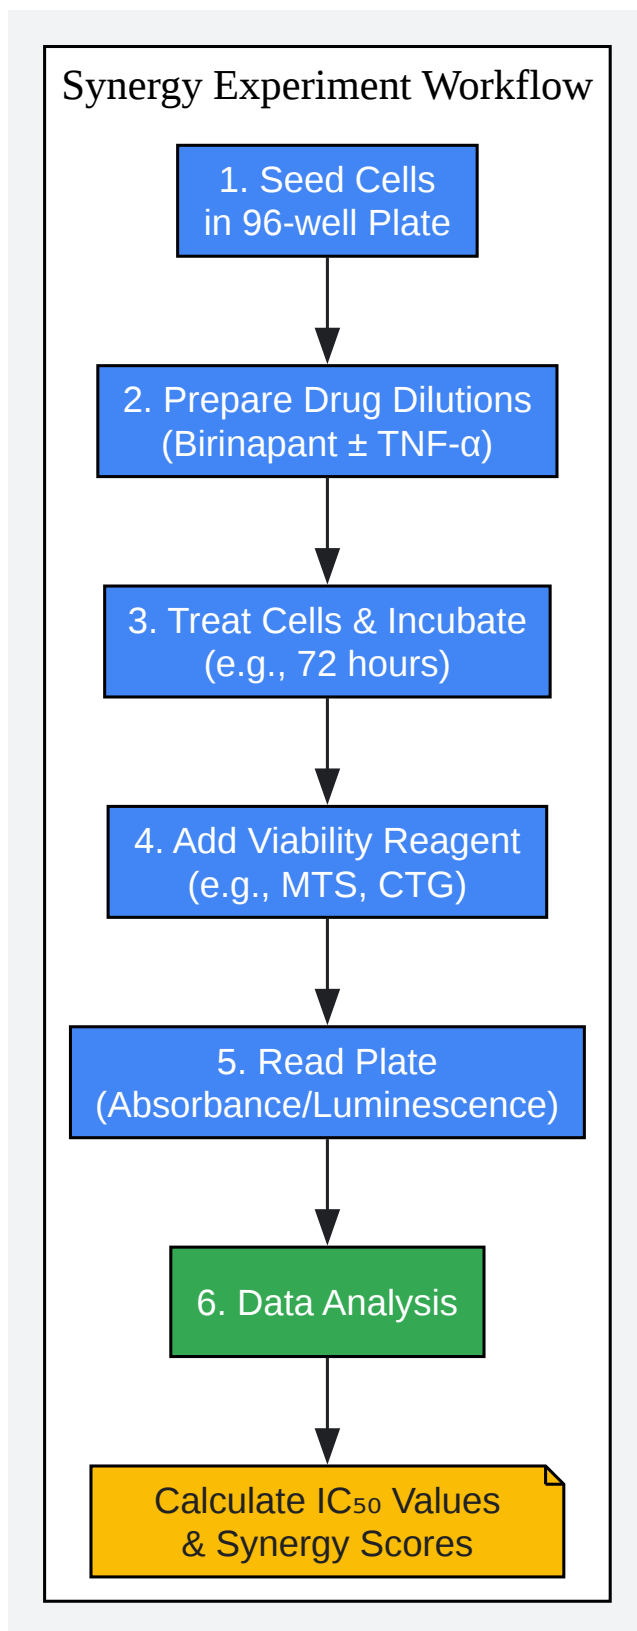 Synergy Experiment Workflow
1. Seed Cells
in 96-well Plate
2. Prepare Drug Dilutions
(Birinapant ± TNF-α)
3. Treat Cells & Incubate
(e.g., 72 hours)
4. Add Viability Reagent
(e.g., MTS, CTG)
5. Read Plate
(Absorbance/Luminescence)
6. Data Analysis
Calculate IC₅₀ Values
& Synergy Scores